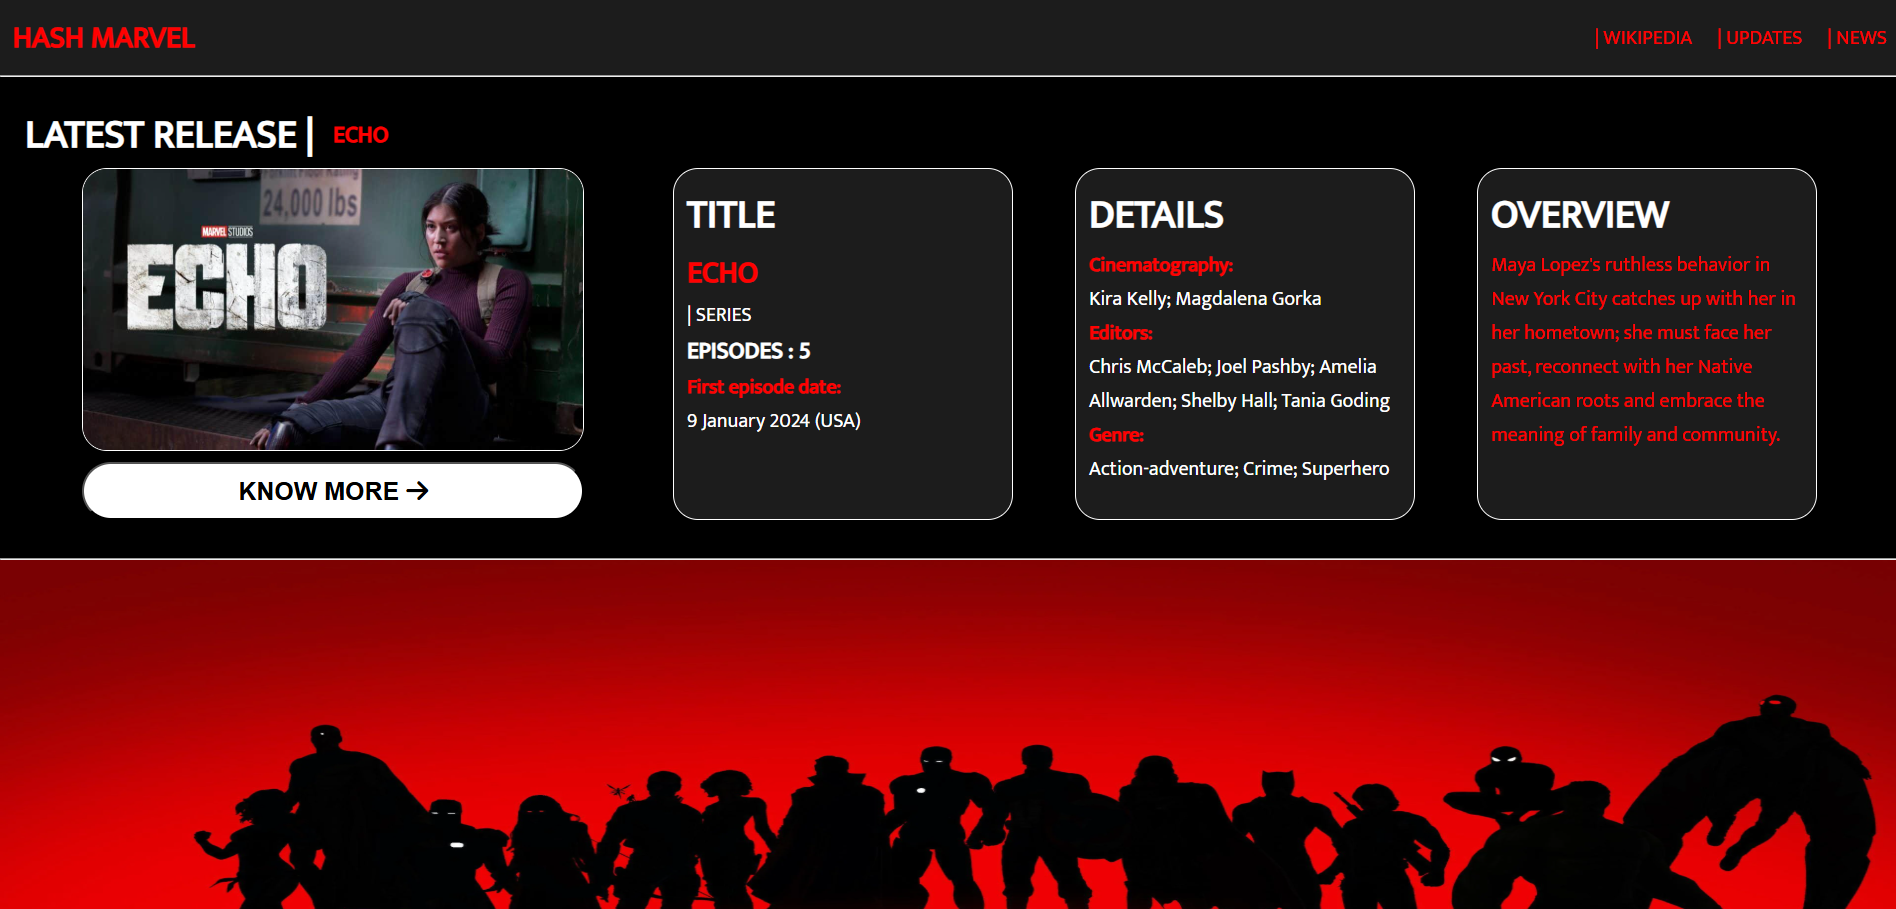 HASH MARVEL
| WIKIPEDIA | UPDATES | NEWS
LATEST RELEASE | ECHO
24,000 lbs
MARVEL STUDIOS
ECHO
KNOW MORE →
TITLE
ECHO
| SERIES
EPISODES : 5
First episode date:
9 January 2024 (USA)
DETAILS
Cinematography:
Kira Kelly; Magdalena Gorka
Editors:
Chris McCaleb; Joel Pashby; Amelia
Allwarden; Shelby Hall; Tania Goding
Genre:
Action-adventure; Crime; Superhero
OVERVIEW
Maya Lopez's ruthless behavior in
New York City catches up with her in
her hometown; she must face her
past, reconnect with her Native
American roots and embrace the
meaning of family and community.